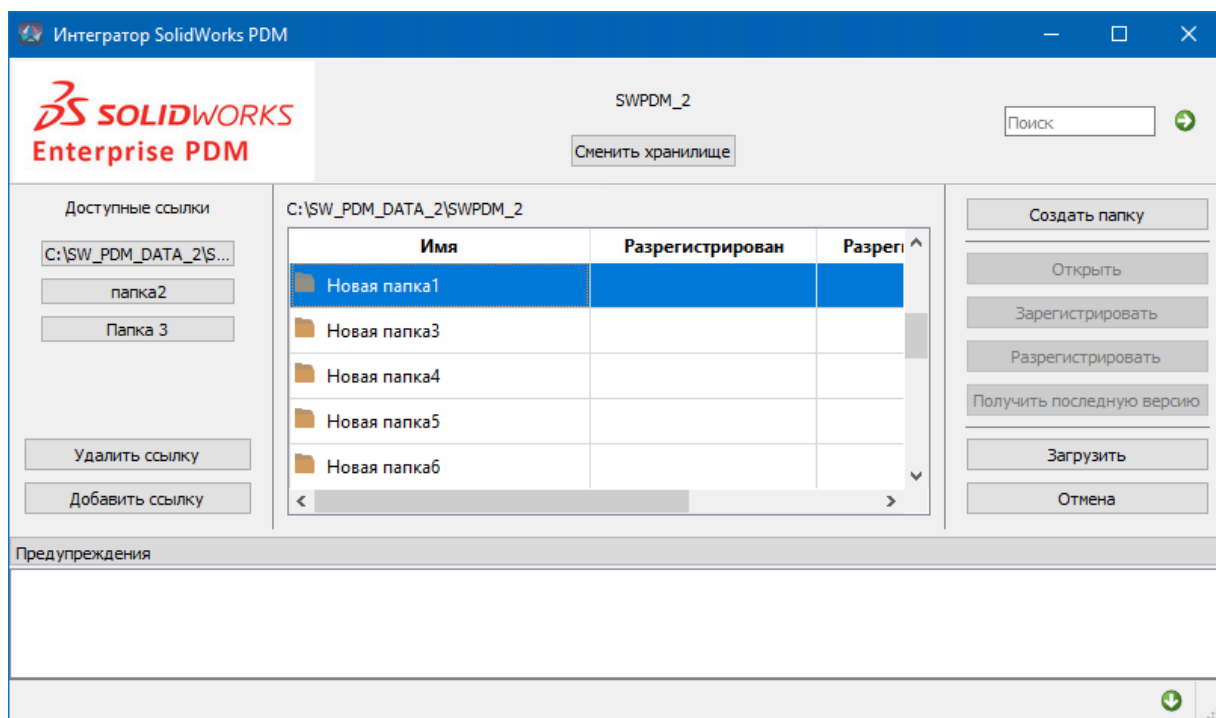 Интегратор SolidWorks PDM
SOLIDWORKS
Enterprise PDM
SWPDM_2
Сменить хранилище
Поиск
Доступные ссылки
C:\SW_PDM_DATA_2\S...
папка2
Папка 3
Удалить ссылку
Добавить ссылку
C:\SW_PDM_DATA_2\SWPDM_2
Имя Разрегистрирован Разрег
Новая папка1
Новая папка3
Новая папка4
Новая папка5
Новая папка6
Создать папку
Открыть
Зарегистрировать
Разрегистрировать
Получить последнюю версию
Загрузить
Отмена
Предупреждения